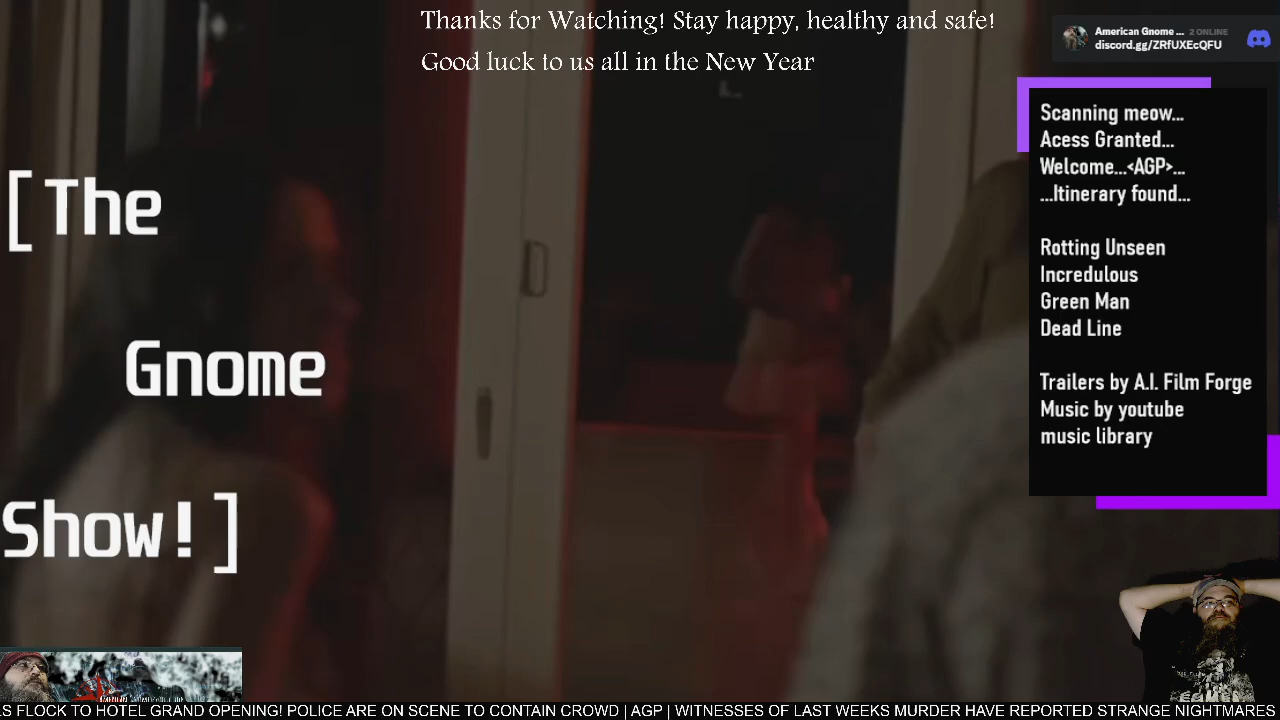 Thanks for Watching! Stay happy, healthy and safe!
Good luck to us all in the New Year
American Gnome ... 2 ONLINE
discord.gg/ZRfUXEcQFU
Scanning meow...
Acess Granted...
Welcome...<AGP>...
...Itinerary found...
Rotting Unseen
Incredulous
Green Man
Dead Line
Trailers by A.I. Film Forge
Music by youtube
music library
[The
Gnome
Show!]
LS FLOCK TO HOTEL GRAND OPENING! POLICE ARE ON SCENE TO CONTAIN CROWD | AGP | WITNESSES OF LAST WEEKS MURDER HAVE REPORTED STRANGE NIGHTMARES